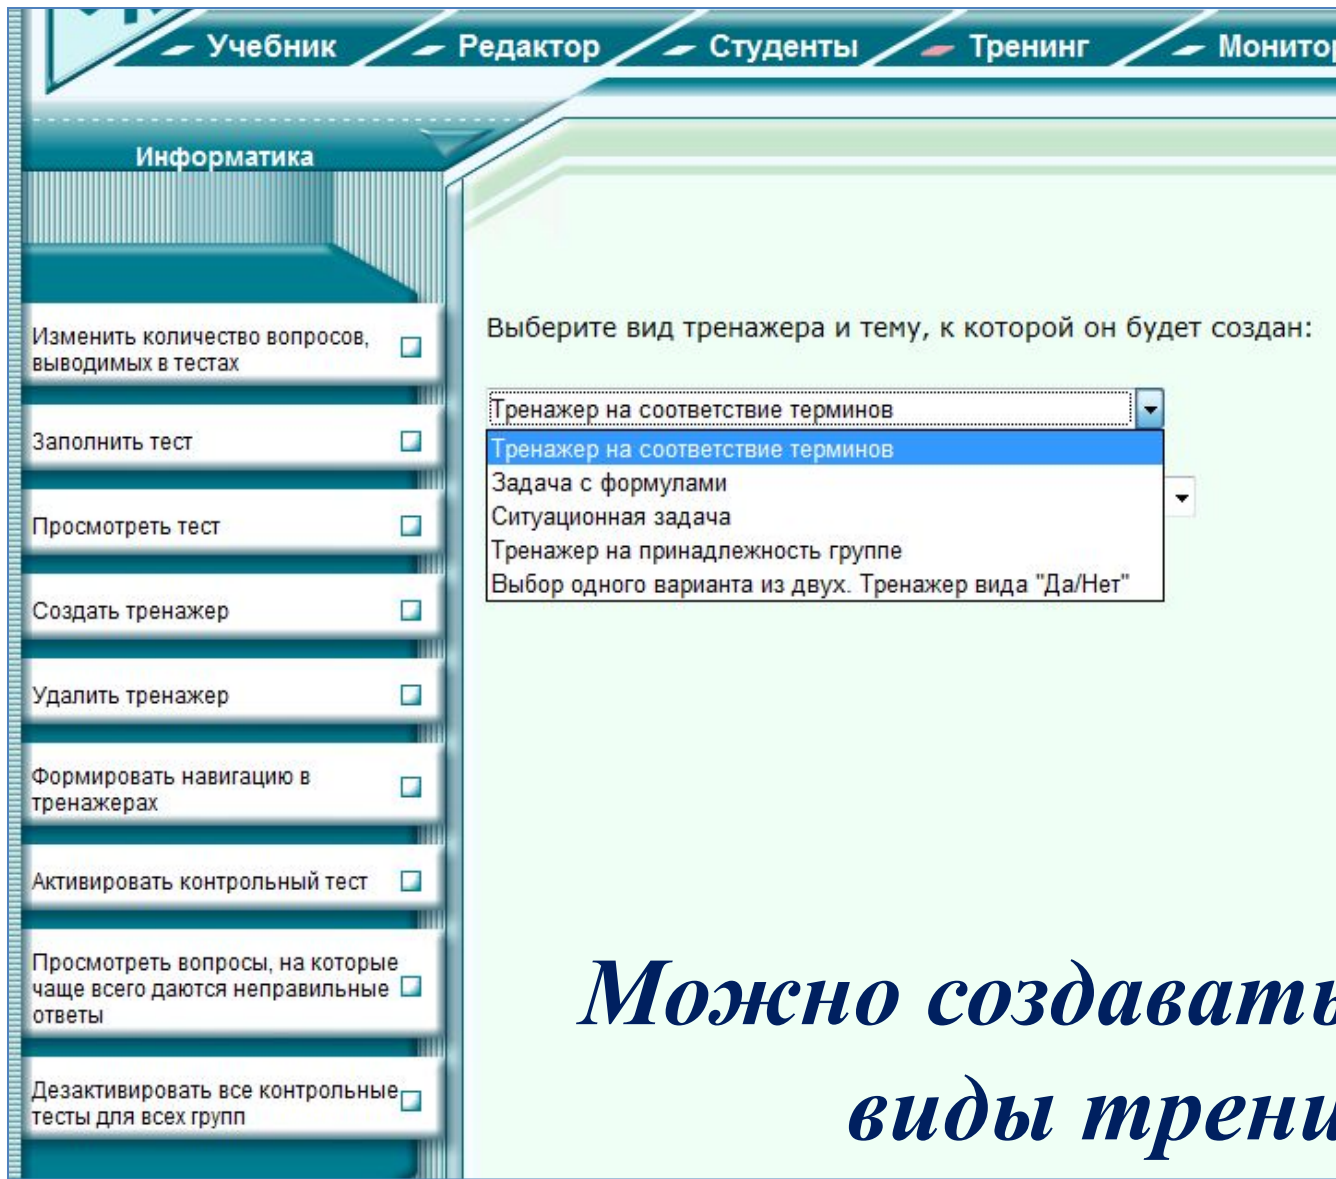 Учебник
Редактор
Студенты
Тренинг
Информатика
Изменить количество вопросов,
выводимых в тестах
Заполнить тест
Просмотреть тест
Создать тренажер
Удалить тренажер
Формировать навигацию в
тренажерах
Активировать контрольный тест
Просмотреть вопросы, на которые
чаще всего даются неправильные
ответы
Дезактивировать все контрольные
тесты для всех групп
Выберите вид тренажера и тему, к которой он будет создан:
Тренажер на соответствие терминов
Тренажер на соответствие терминов
Задача с формулами
Ситуационная задача
Тренажер на принадлежность группе
Выбор одного варианта из двух. Тренажер вида "Да/Нет"
Можно создавать
виды